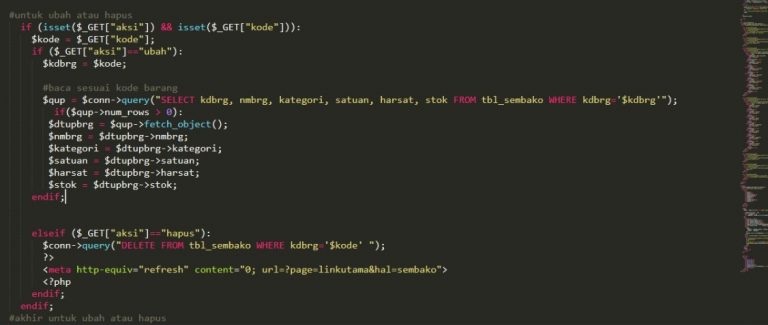 #untuk ubah atau hapus
if (isset($_GET["aksi"]) && isset($_GET["kode"])):
$kode = $_GET["kode"];
if ($_GET["aksi"]=="ubah"):
$kdbrg = $kode;
#baca sesuai kode barang
$qup = $conn->query("SELECT kdbrg, nmbrg, kategori, satuan, harsat, stok FROM tbl_sembako WHERE kdbrg='$kdbrg'");
if($qup->num_rows > 0):
$dtupbrg = $qup->fetch_object();
$nmbrg = $dtupbrg->nmbrg;
$kategori = $dtupbrg->kategori;
$satuan = $dtupbrg->satuan;
$harsat = $dtupbrg->harsat;
$stok = $dtupbrg->stok;
endif;
elseif ($_GET["aksi"]=="hapus"):
$conn->query("DELETE FROM tbl_sembako WHERE kdbrg='$kode' ");
?>
<meta http-equiv="refresh" content="0; url=?page=linkutama&hal=sembako">
<?php
endif;
endif;
#akhir untuk ubah atau hapus